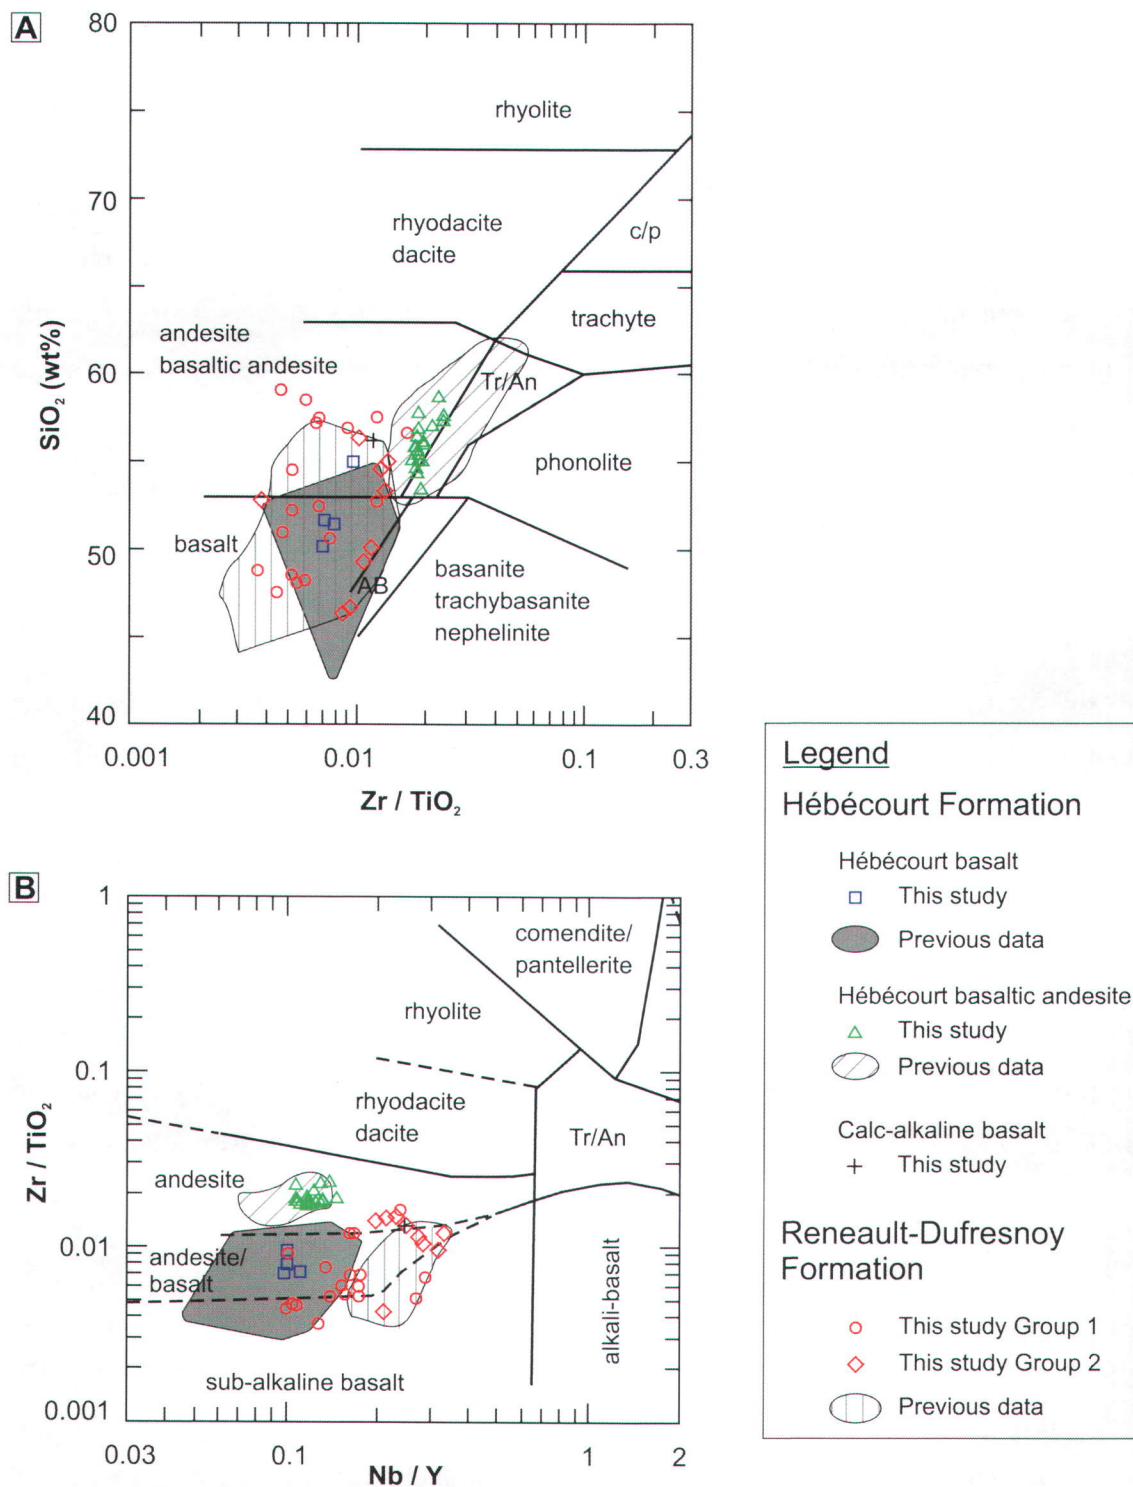 A
80
70
60
50
40
SiO₂ (wt%)
rhyolite
rhyodacite
dacite
c/p
trachyte
andesite
basaltic andesite
Tr/An
phonolite
basalt
AB
basanite
trachybasanite
nephelinite
0.001
0.01
0.1
0.3
Zr / TiO₂
B
1
0.1
0.01
0.001
Zr / TiO₂
comendite/
pantellerite
rhyolite
rhyodacite
dacite
Tr/An
andesite
andesite/
basalt
alkali-basalt
sub-alkaline basalt
0.03
0.1
1
2
Nb / Y
Legend
Hébécourt Formation
Hébécourt basalt
This study
Previous data
Hébécourt basaltic andesite
This study
Previous data
Calc-alkaline basalt
This study
Reneault-Dufresnoy
Formation
This study Group 1
This study Group 2
Previous data